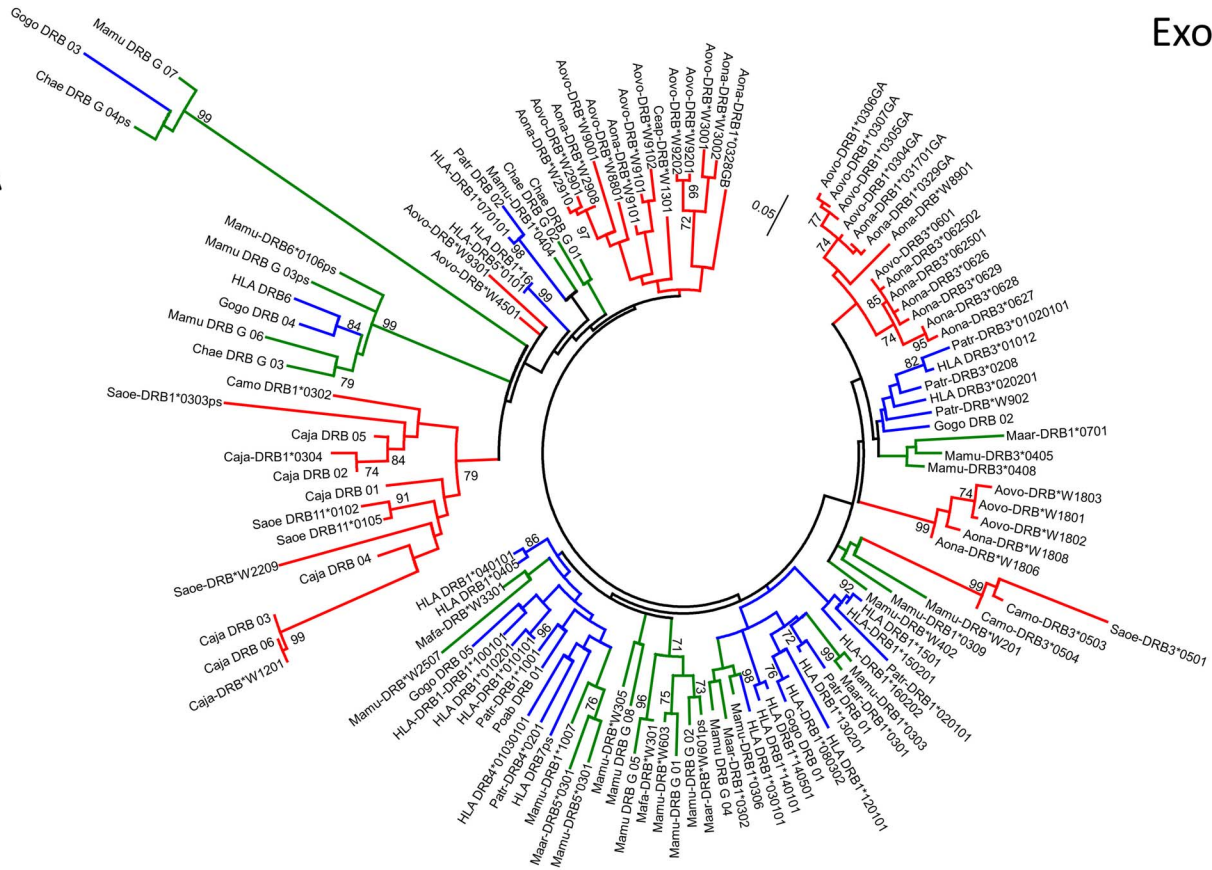 Exo
Gogo DRB 03
Mamu DRB G 07
Chae DRB G 04ps
99
Mamu-DRB6*0106ps
Mamu DRB G 03ps
HLA DRB6
Gogo DRB 04
84
99
Mamu DRB G 06
Chae DRB G 03
79
Camo DRB1*0302
Saoe-DRB1*0303ps
Caja DRB 05
Caja-DRB1*0304
84
Caja DRB 02
74
79
Caja DRB 01
91
Saoe DRB11*0102
Saoe DRB11*0105
Saoe-DRB*W2209
Caja DRB 04
Caja DRB 03
Caja DRB 06
99
Caja-DRB*W1201
86
HLA DRB1*040101
HLA DRB1*0405
Mafa-DRB*W3301
Mamu-DRB*W2507
Gogo DRB 05
HLA-DRB1*100101
96
HLA DRB1*010201
HLA-DRB1*010101
Patr-DRB1*1001
Poab DRB 01
HLA DRB4*0103101
Patr-DRB4*0201
HLA DRB7ps
Mamu-DRB1*1007
76
Maar-DRB5*0301
Mamu-DRB5*0301
Mamu-DRB*W305
Mamu DRB G 08
96
Mamu DRB G 05
Mafa-DRB*W301
71
75
Mamu-DRB*W603
Mamu-DRB G 01
73
Mamu-DRB G 02
Maar-DRB*W601ps
Mamu DRB G 04
Maar-DRB1*0302
98
Mamu-DRB1*0306
HLA DRB1*030101
HLA DRB1*140101
HLA DRB1*140501
76
Gogo DRB 01
HLA-DRB1*080302
HLA DRB1*120101
72
HLA DRB1*130201
Patr DRB 01
99
Maar-DRB1*0301
Mamu-DRB1*0303
Patr-DRB1*020101
HLA-DRB1*160202
HLA-DRB1*150201
HLA DRB1*1501
92
Mamu-DRB*W402
Mamu-DRB1*0309
Mamu-DRB*W201
Camo-DRB3*0504
Camo-DRB3*0503
99
Saoe-DRB3*0501
Aona-DRB*W1806
99
Aona-DRB*W1808
Aovo-DRB*W1802
Aovo-DRB*W1801
74
Aovo-DRB*W1803
Mamu-DRB3*0408
Mamu-DRB3*0405
Maar-DRB1*0701
Gogo DRB 02
Patr-DRB*W902
HLA DRB3*020201
Patr-DRB3*0208
HLA DRB3*01012
82
Patr-DRB3*01020101
95
Aona-DRB3*0627
Aona-DRB3*0628
74
Aona-DRB3*0629
Aona-DRB3*0626
85
Aona-DRB3*062501
Aona-DRB3*062502
Aovo-DRB3*0601
Aona-DRB*W8901
Aona-DRB1*0329GA
Aona-DRB1*031701GA
74
Aovo-DRB1*0304GA
77
Aovo-DRB1*0305GA
Aovo-DRB1*0307GA
Aovo-DRB1*0306GA
0.05
Aona-DRB1*0328GB
Aona-DRB*W3002
Aovo-DRB*W3001
72
99
Aovo-DRB*W9201
Aovo-DRB*W9202
Ceap-DRB*W1301
Aovo-DRB*W9102
Aovo-DRB*W9101
Aona-DRB*W9101
Aovo-DRB*W8801
Aovo-DRB*W9001
Aona-DRB*W2908
Aovo-DRB*W2901
Aona-DRB*W2910
97
Chae DRB G 01
Chae DRB G 02
Mamu-DRB1*0404
Patr DRB 02
HLA-DRB1*070101
98
HLA DRB1*16
HLA-DRB5*0101
99
Aovo-DRB*W9301
Aovo-DRB*W4501